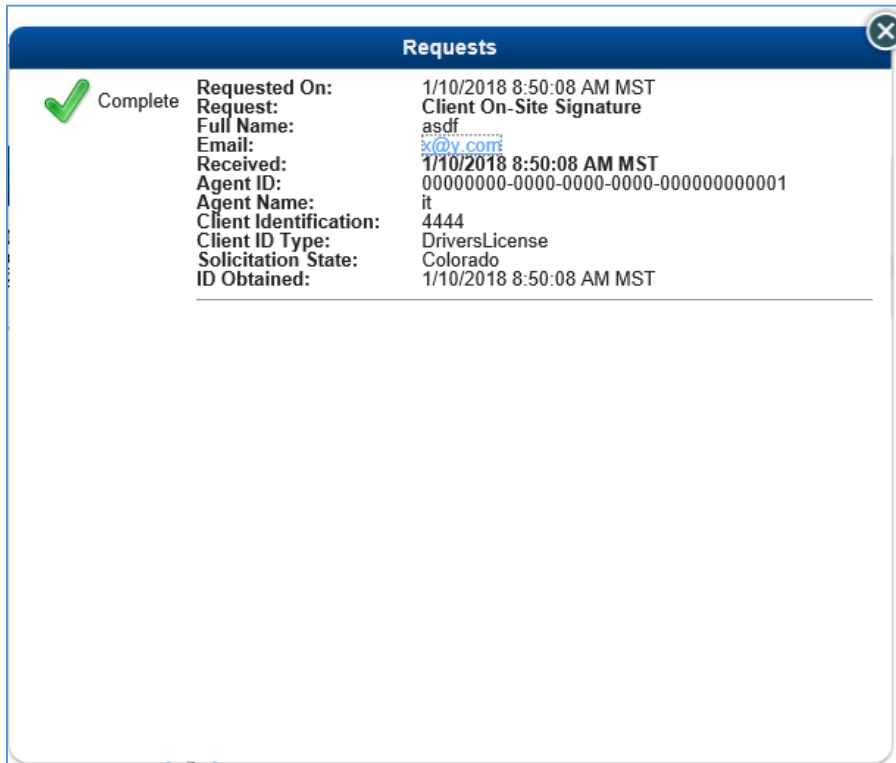 Requests
Complete
Requested On: 1/10/2018 8:50:08 AM MST
Request: Client On-Site Signature
Full Name: asdf
Email: x@y.com
Received: 1/10/2018 8:50:08 AM MST
Agent ID: 00000000-0000-0000-0000-000000000001
Agent Name: it
Client Identification: 4444
Client ID Type: DriversLicense
Solicitation State: Colorado
ID Obtained: 1/10/2018 8:50:08 AM MST